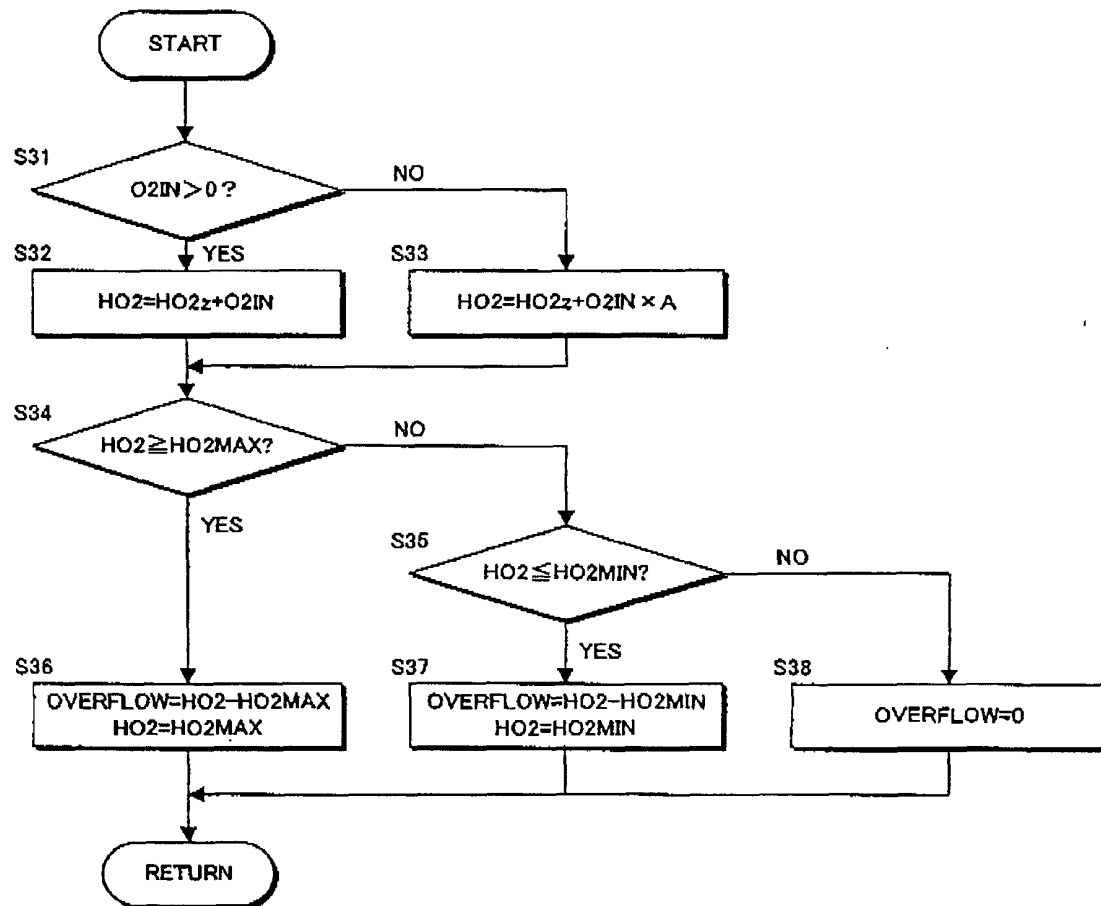 START
S31
O2IN>0?
NO
YES
S32
HO2=HO2z+O2IN
S33
HO2=HO2z+O2IN×A
S34
HO2≧HO2MAX?
NO
YES
S35
HO2≦HO2MIN?
NO
YES
S36
OVERFLOW=HO2-HO2MAX
HO2=HO2MAX
S37
OVERFLOW=HO2-HO2MIN
HO2=HO2MIN
S38
OVERFLOW=0
RETURN